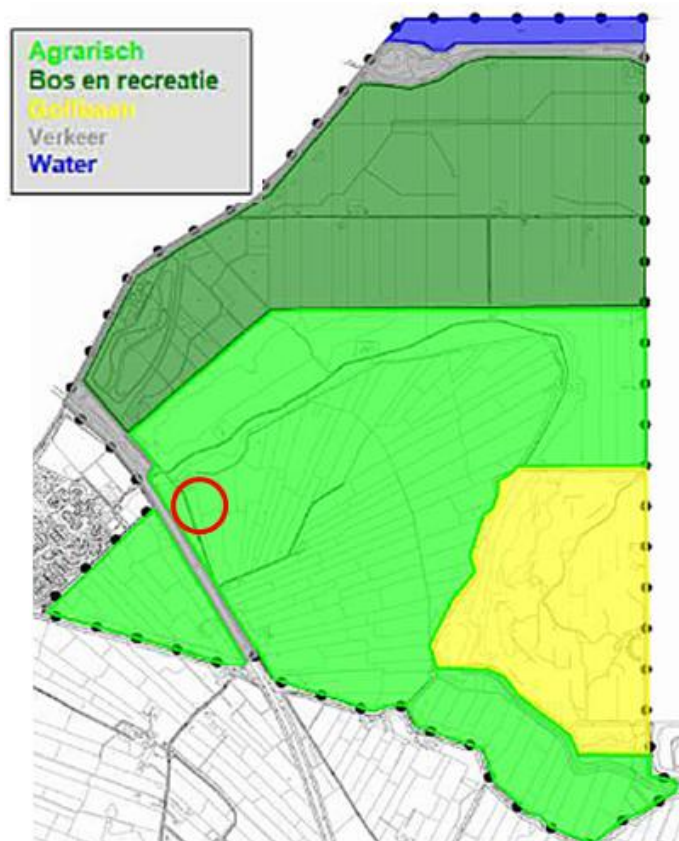 Agrarisch
Bos en recreatie
Golfbaan
Verkeer
Water